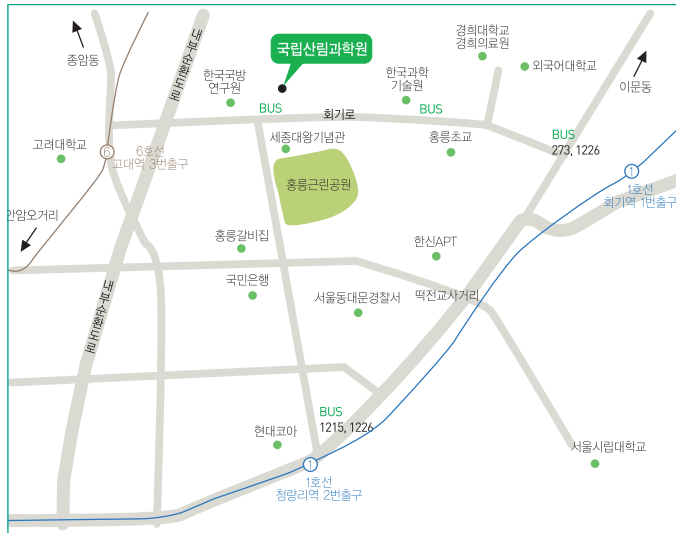 종암동
내부순환도로
국립산림과학원
경희대학교
경희의료원
외국어대학교
이문동
한국국방
연구원
한국과학
기술원
BUS
회기로
BUS
BUS
273, 1226
고려대학교
6
6호선
고대역 3번출구
세종대왕기념관
홍릉초교
홍릉근린공원
1
1호선
회기역 1번출구
안암오거리
홍릉갈비집
한신APT
내부순환도로
국민은행
서울동대문경찰서
떡전교사거리
BUS
1215, 1226
현대코아
서울시립대학교
1
1호선
청량리역 2번출구